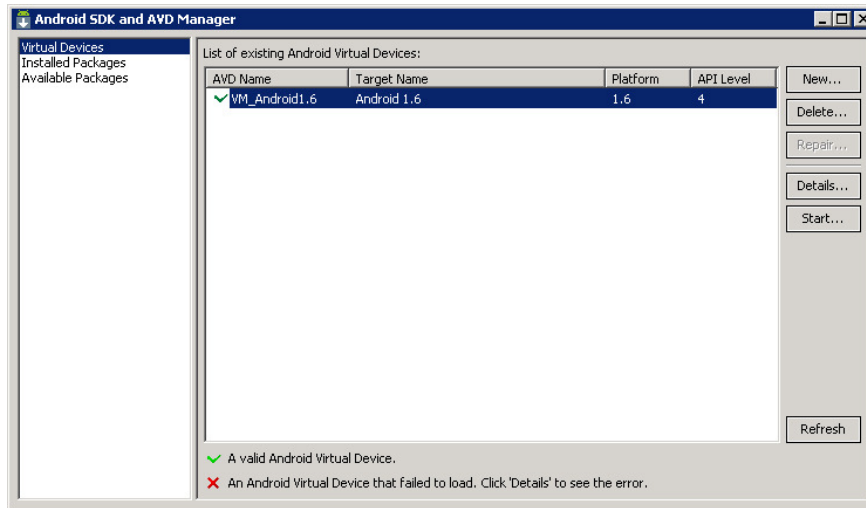 Android SDK and AVD Manager
Virtual Devices
Installed Packages
Available Packages
List of existing Android Virtual Devices:
AVD Name Target Name Platform API Level
VM_Android1.6 Android 1.6 1.6 4
New...
Delete...
Repair...
Details...
Start...
Refresh
A valid Android Virtual Device.
An Android Virtual Device that failed to load. Click 'Details' to see the error.